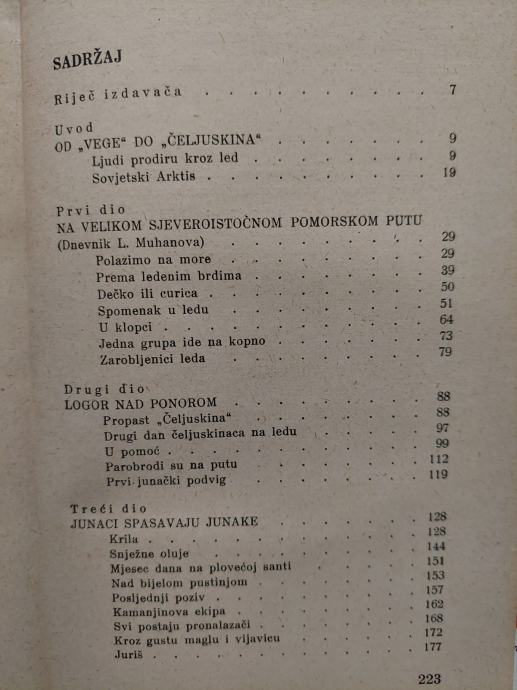 SADRŽAJ
Riječ izdavača . . . . . . . . . . 7
Uvod
OD „VEGE“ DO „ČELJUSKINA“ . . . . . . . 9
Ljudi prodiru kroz led . . . . . . . . 9
Sovjetski Arktis . . . . . . . . . . 19
Prvi dio
NA VELIKOM SJEVEROISTOČNOM POMORSKOM PUTU
(Dnevnik L. Muhanova) . . . . . . . . 29
Polazimo na more . . . . . . . . 29
Prema ledenim brdima . . . . . . . 39
Dečko ili curica . . . . . . . . . 50
Spomenak u ledu . . . . . . . . 51
U klopci . . . . . . . . . . 64
Jedna grupa ide na kopno . . . . . . 73
Zarobljenici leda . . . . . . . . 79
Drugi dio
LOGOR NAD PONOROM . . . . . . . . 88
Propast „Čeljuskina“ . . . . . . . . 88
Drugi dan čeljuskinaca na ledu . . . . . 97
U pomoć . . . . . . . . . . 99
Parobrodi su na putu . . . . . . . 112
Prvi junački podvig . . . . . . . . 119
Treći dio
JUNACI SPASAVAJU JUNAKE . . . . . . 128
Krila . . . . . . . . . . . 128
Snježne oluje . . . . . . . . . 144
Mjesec dana na plovećoj santi . . . . . 151
Nad bijelom pustinjom . . . . . . . 153
Posljednji poziv . . . . . . . . . 157
Kamanjinova ekipa . . . . . . . . 162
Svi postaju pronalazači . . . . . . . 168
Kroz gustu maglu i vijavicu . . . . . . 172
Juriš . . . . . . . . . . . 177
223